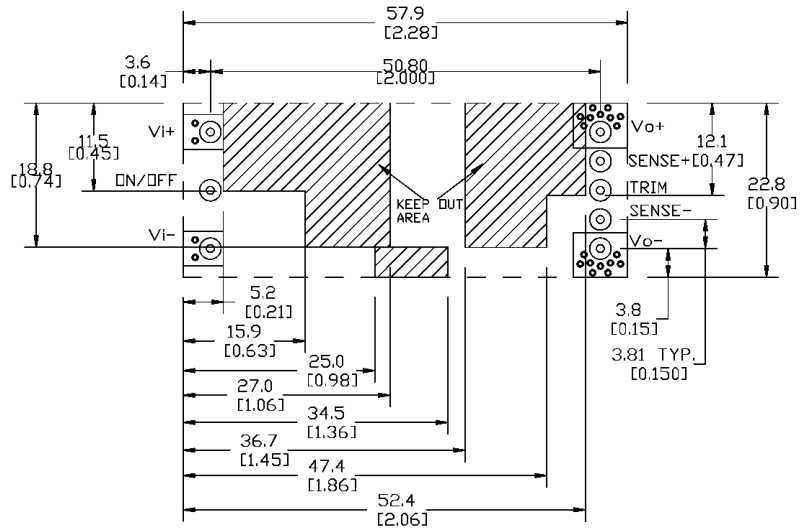 57.9
[2.28]
3.6
[0.14]
50.80
[2.000]
Vi+
11.5
[0.45]
18.8
[0.74]
ON/OFF
Vi-
KEEP OUT
AREA
Vo+
12.1
SENSE+[0.47]
TRIM
22.8
[0.90]
SENSE-
Vo-
5.2
[0.21]
3.8
[0.15]
15.9
[0.63]
3.81 TYP.
[0.150]
25.0
[0.98]
27.0
[1.06]
34.5
[1.36]
36.7
[1.45]
47.4
[1.86]
52.4
[2.06]